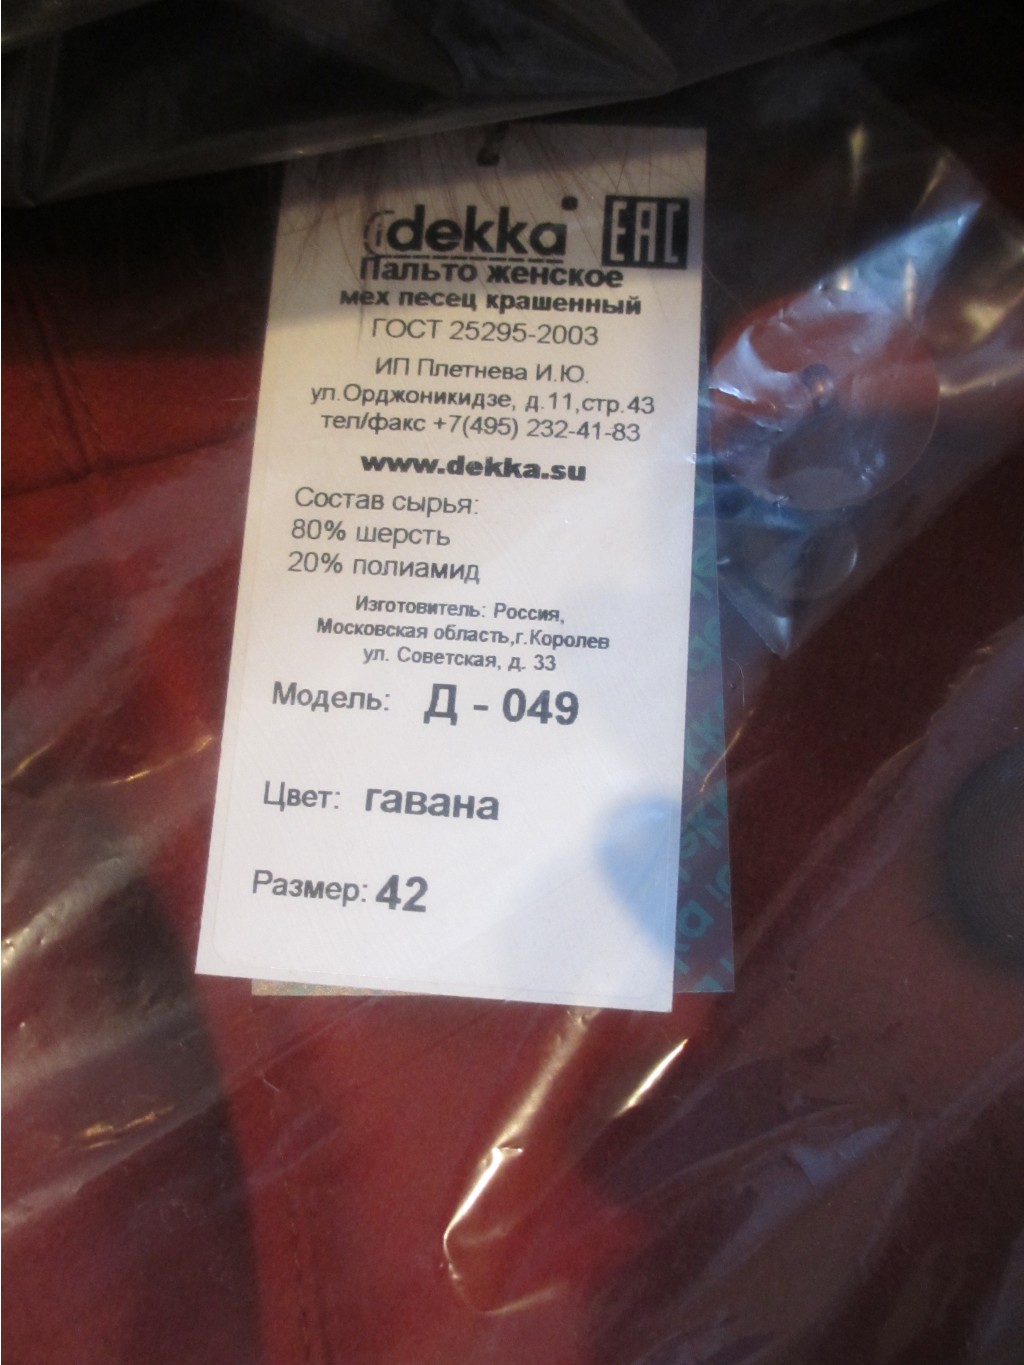 dekka EAC
Пальто женское
мех песец крашенный
ГОСТ 25295-2003
ИП Плетнева И.Ю.
ул.Орджоникидзе, д.11,стр.43
тел/факс +7(495) 232-41-83
www.dekka.su
Состав сырья:
80% шерсть
20% полиамид
Изготовитель: Россия,
Московская область,г.Королев
ул. Советская, д. 33
Модель: Д - 049
Цвет: гавана
Размер: 42